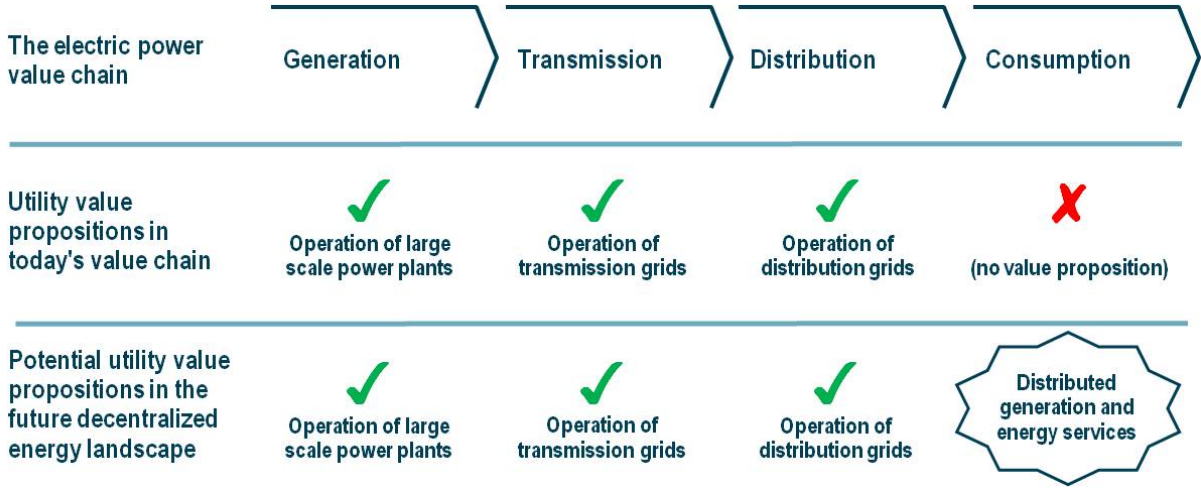 The electric power
value chain
Generation
Transmission
Distribution
Consumption
Utility value
propositions in
today's value chain
Operation of large
scale power plants
Operation of
transmission grids
Operation of
distribution grids
(no value proposition)
Potential utility value
propositions in the
future decentralized
energy landscape
Operation of large
scale power plants
Operation of
transmission grids
Operation of
distribution grids
Distributed
generation and
energy services